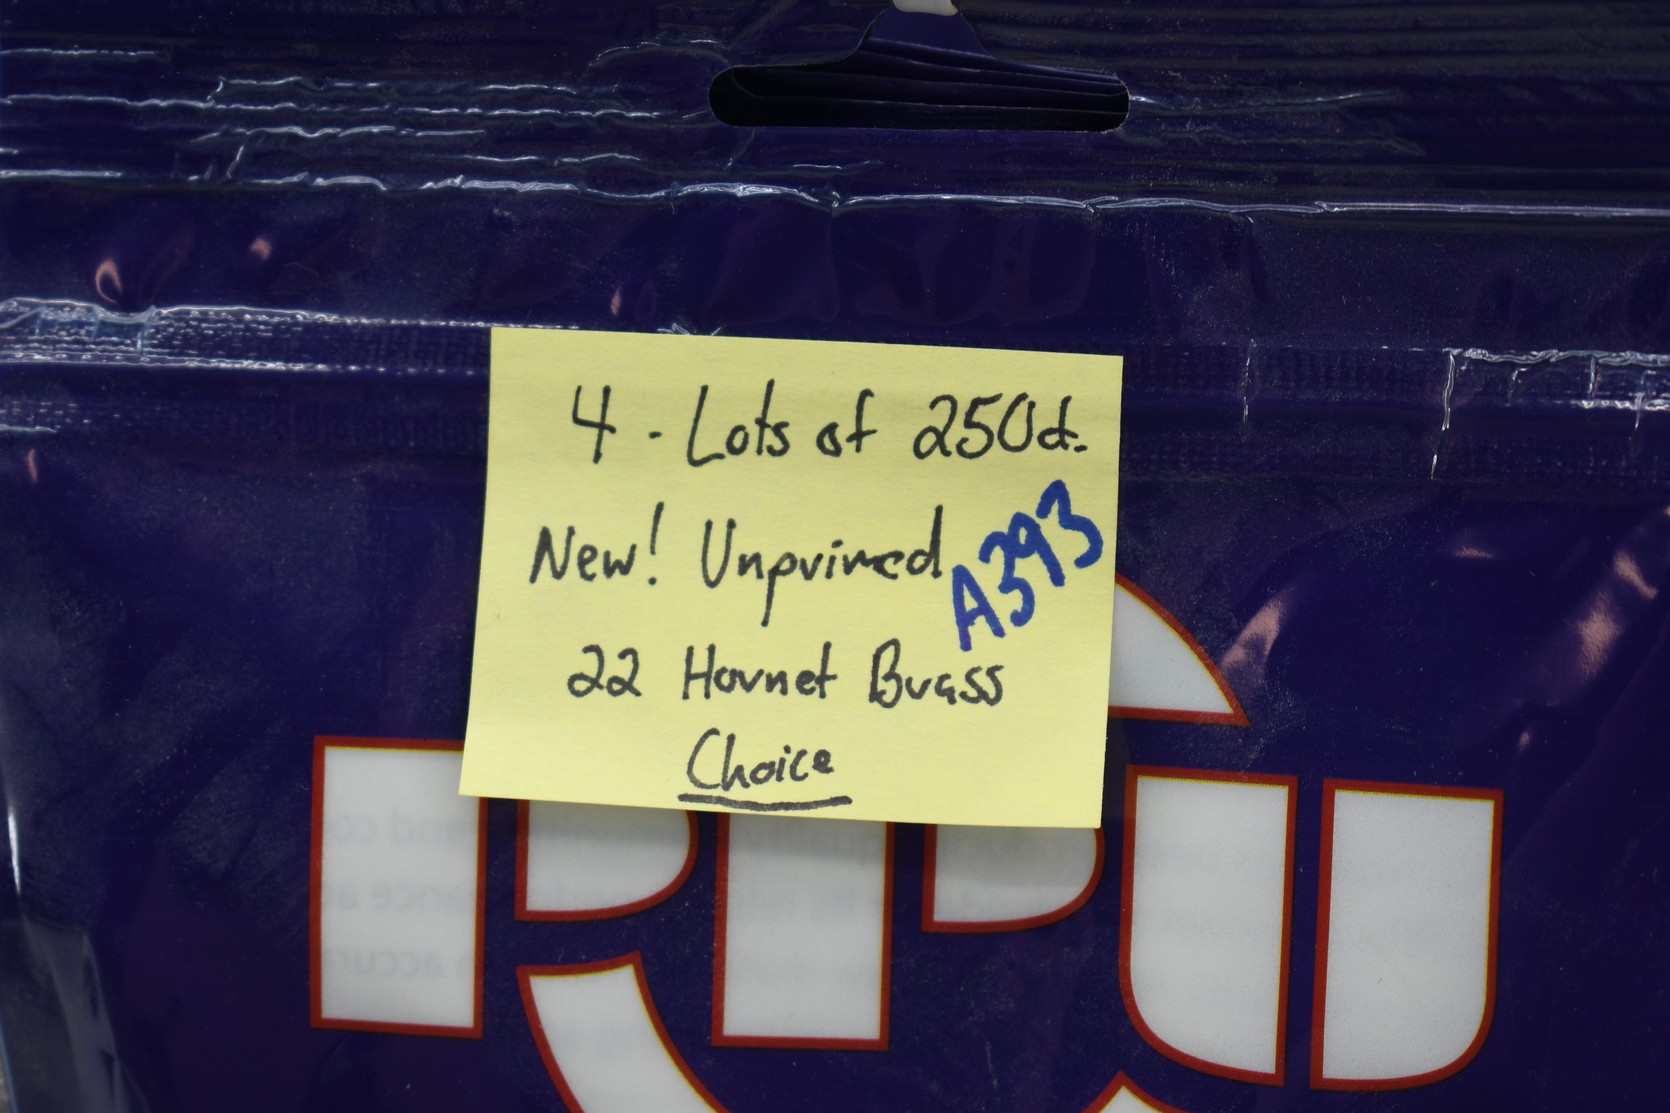 4 - Lots of 250ct.
New! Unprimed
A393
22 Hornet Brass
Choice